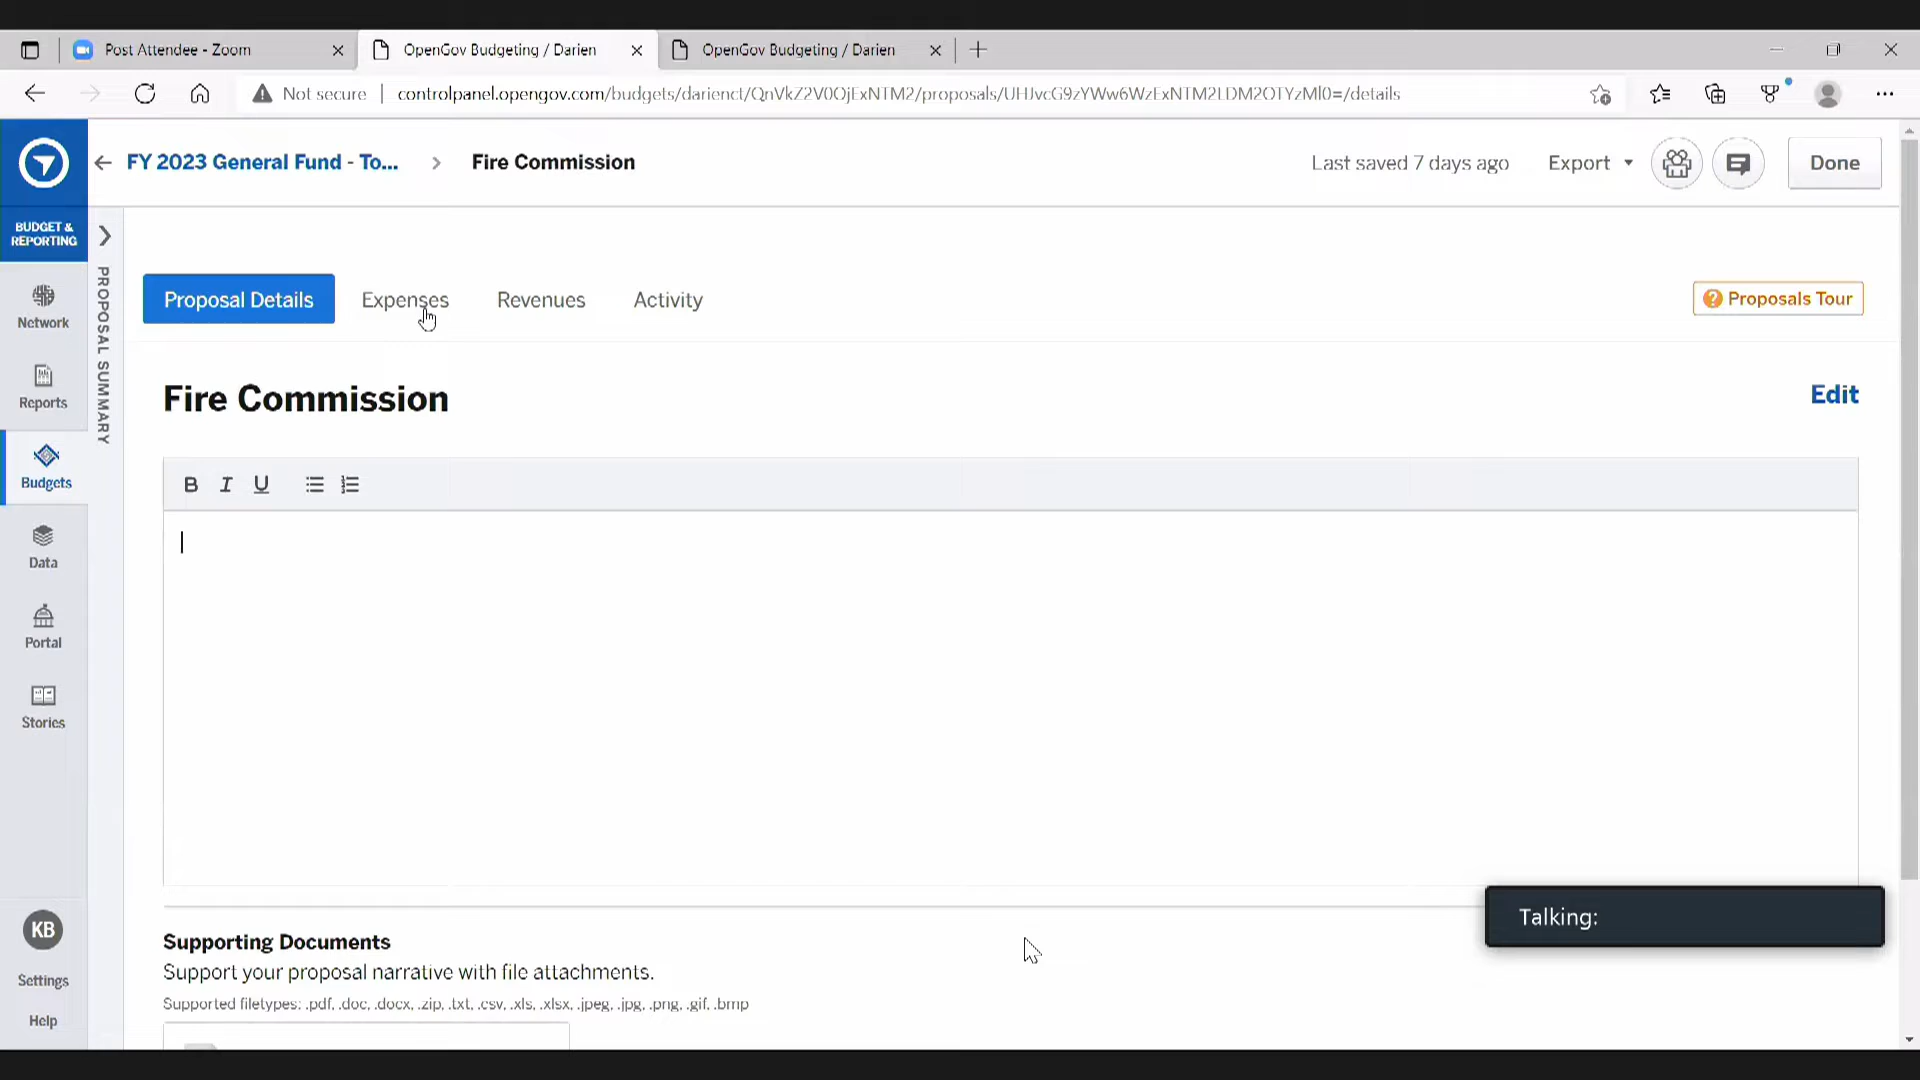 Post Attendee - Zoom
OpenGov Budgeting / Darien
OpenGov Budgeting / Darien
Not secure
controlpanel.opengov.com/budgets/darienct/QnVkZ2V0OjExNTM2/proposals/UHJvcG9zYWw6WzExNTM2LDM2OTYzMl0=/details
FY 2023 General Fund - To...
Fire Commission
Last saved 7 days ago
Export
Done
BUDGET &
REPORTING
Network
Reports
Budgets
Data
Portal
Stories
KB
Settings
Help
PROPOSAL SUMMARY
Proposal Details
Expenses
Revenues
Activity
Proposals Tour
Fire Commission
Edit
B I U
Supporting Documents
Support your proposal narrative with file attachments.
Supported filetypes: .pdf, .doc, .docx, .zip, .txt, .csv, .xls, .xlsx, .jpeg, .jpg, .png, .gif, .bmp
Talking: